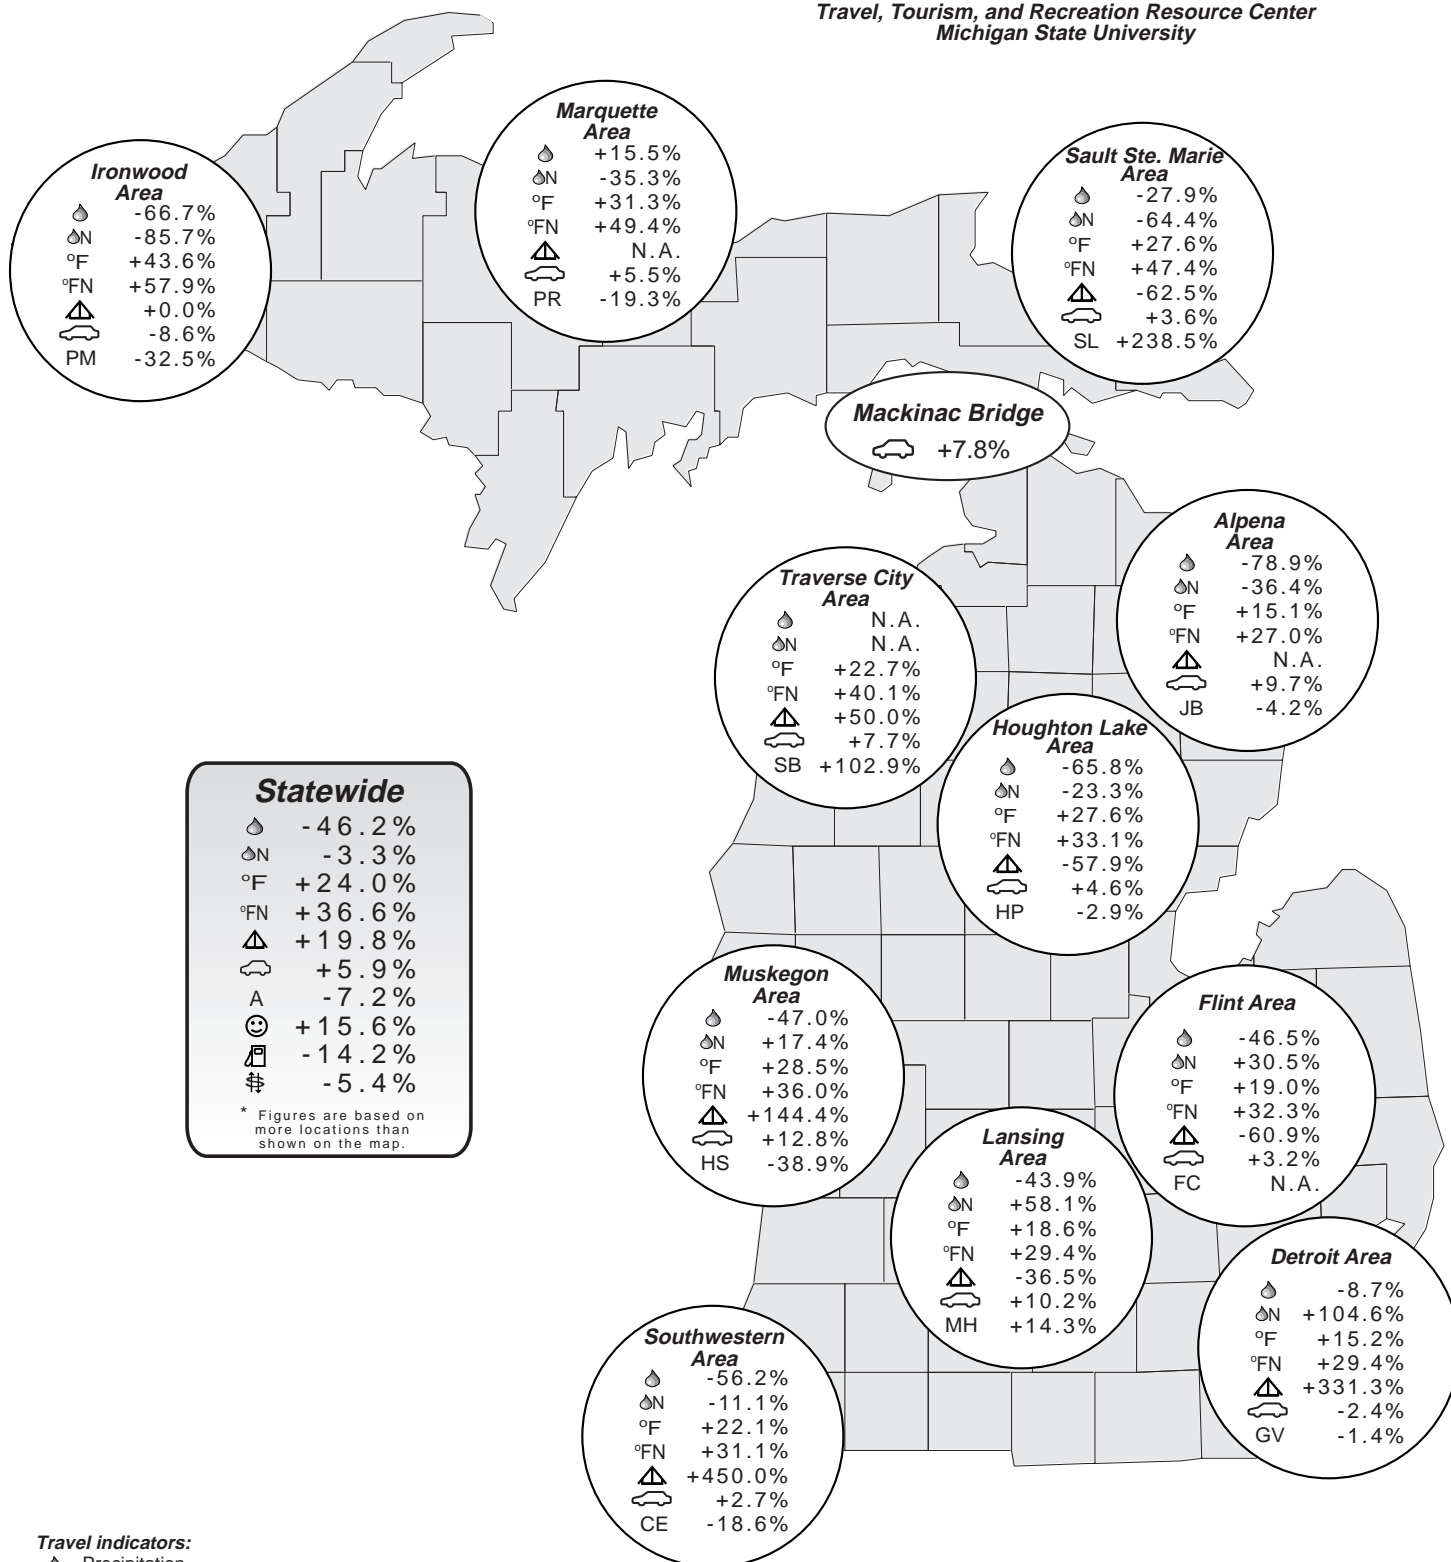 Travel, Tourism, and Recreation Resource Center
Michigan State University
Marquette
Area
+15.5%
N -35.3%
°F +31.3%
°FN +49.4%
N.A.
+5.5%
PR -19.3%
Sault Ste. Marie
Area
-27.9%
N -64.4%
°F +27.6%
°FN +47.4%
-62.5%
+3.6%
SL +238.5%
Ironwood
Area
-66.7%
N -85.7%
°F +43.6%
°FN +57.9%
+0.0%
-8.6%
PM -32.5%
Mackinac Bridge
+7.8%
Alpena
Area
-78.9%
N -36.4%
°F +15.1%
°FN +27.0%
N.A.
+9.7%
JB -4.2%
Traverse City
Area
N.A.
N N.A.
°F +22.7%
°FN +40.1%
+50.0%
+7.7%
SB +102.9%
Houghton Lake
Area
-65.8%
N -23.3%
°F +27.6%
°FN +33.1%
-57.9%
+4.6%
HP -2.9%
Statewide
-46.2%
N -3.3%
°F +24.0%
°FN +36.6%
+19.8%
+5.9%
A -7.2%
+15.6%
-14.2%
-5.4%
* Figures are based on
more locations than
shown on the map.
Muskegon
Area
-47.0%
N +17.4%
°F +28.5%
°FN +36.0%
+144.4%
+12.8%
HS -38.9%
Flint Area
-46.5%
N +30.5%
°F +19.0%
°FN +32.3%
-60.9%
+3.2%
FC N.A.
Lansing
Area
-43.9%
N +58.1%
°F +18.6%
°FN +29.4%
-36.5%
+10.2%
MH +14.3%
Detroit Area
-8.7%
N +104.6%
°F +15.2%
°FN +29.4%
+331.3%
-2.4%
GV -1.4%
Southwestern
Area
-56.2%
N -11.1%
°F +22.1%
°FN +31.1%
+450.0%
+2.7%
CE -18.6%
Travel indicators:
Precipitation